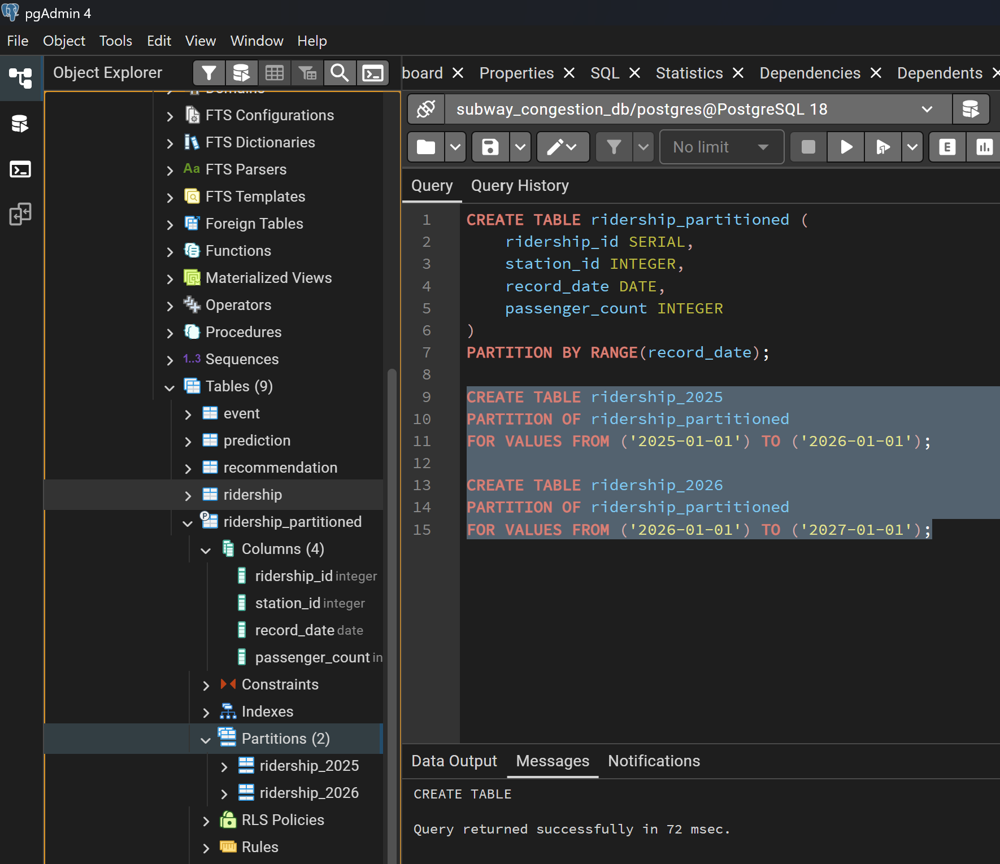 pgAdmin 4
File Object Tools Edit View Window Help
Object Explorer
board Properties SQL Statistics Dependencies Dependents
Domains
FTS Configurations
FTS Dictionaries
Aa FTS Parsers
FTS Templates
Foreign Tables
Functions
Materialized Views
Operators
Procedures
1..3 Sequences
Tables (9)
event
prediction
recommendation
ridership
P ridership_partitioned
Columns (4)
ridership_id integer
station_id integer
record_date date
passenger_count in
Constraints
Indexes
Partitions (2)
ridership_2025
ridership_2026
RLS Policies
Rules
subway_congestion_db/postgres@PostgreSQL 18
No limit
E
Query Query History
1 CREATE TABLE ridership_partitioned (
2 ridership_id SERIAL,
3 station_id INTEGER,
4 record_date DATE,
5 passenger_count INTEGER
6 )
7 PARTITION BY RANGE(record_date);
8
9 CREATE TABLE ridership_2025
10 PARTITION OF ridership_partitioned
11 FOR VALUES FROM ('2025-01-01') TO ('2026-01-01');
12
13 CREATE TABLE ridership_2026
14 PARTITION OF ridership_partitioned
15 FOR VALUES FROM ('2026-01-01') TO ('2027-01-01');
Data Output Messages Notifications
CREATE TABLE
Query returned successfully in 72 msec.